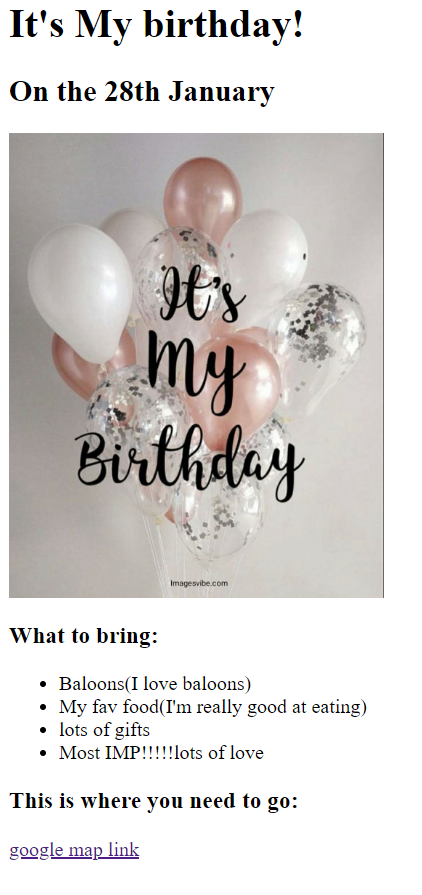 It's My birthday!
On the 28th January
It's
My
Birthday
Imagesvibe.com
What to bring:
Baloons(I love baloons)
My fav food(I'm really good at eating)
lots of gifts
Most IMP!!!!!lots of love
This is where you need to go:
google map link